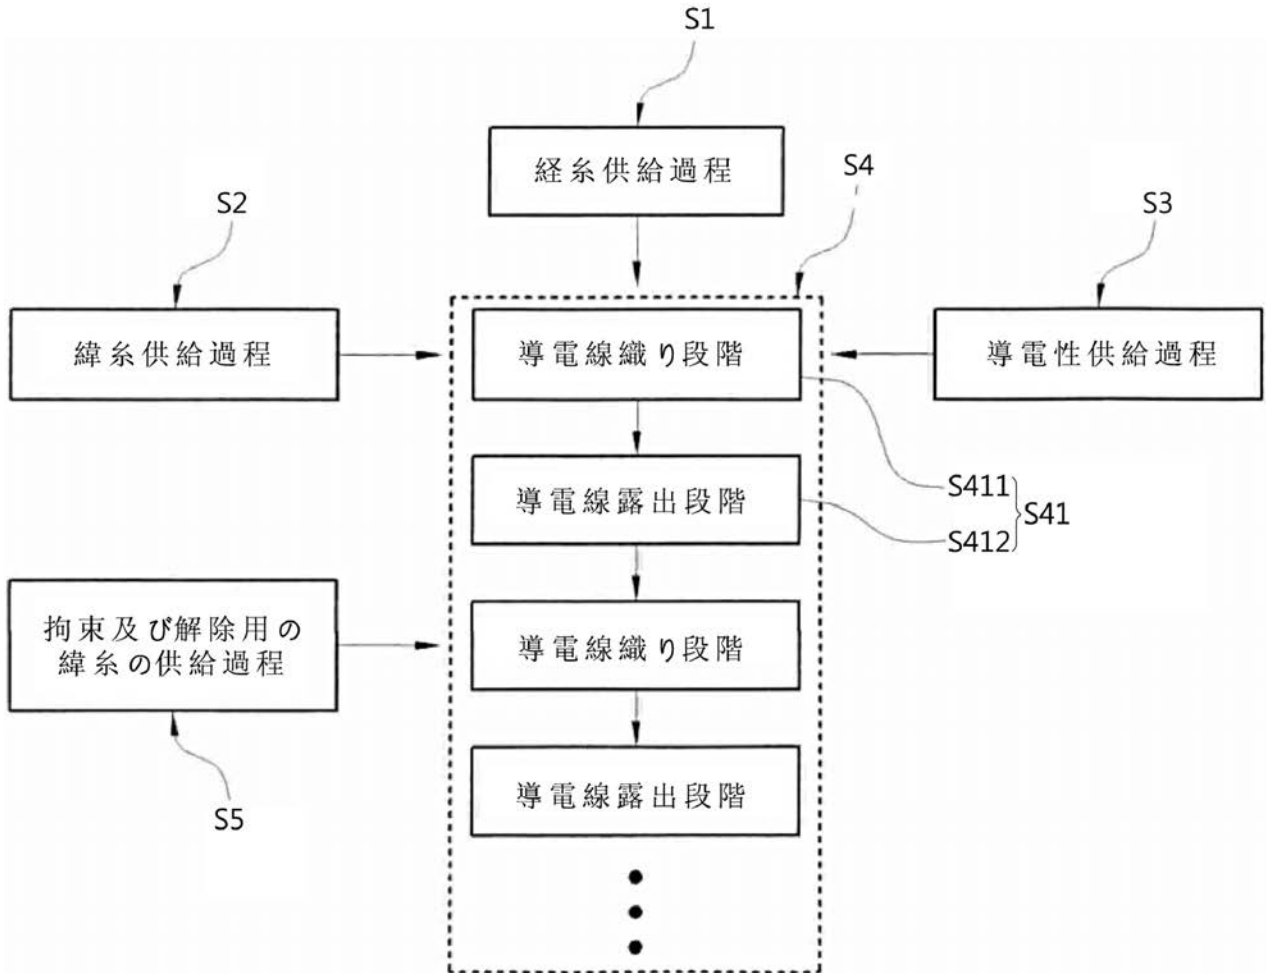 S1
経糸供給過程
S4
S2
S3
緯糸供給過程
導電線織り段階
導電性供給過程
導電線露出段階
S411
S41
S412
拘束及び解除用の
緯糸の供給過程
導電線織り段階
導電線露出段階
S5